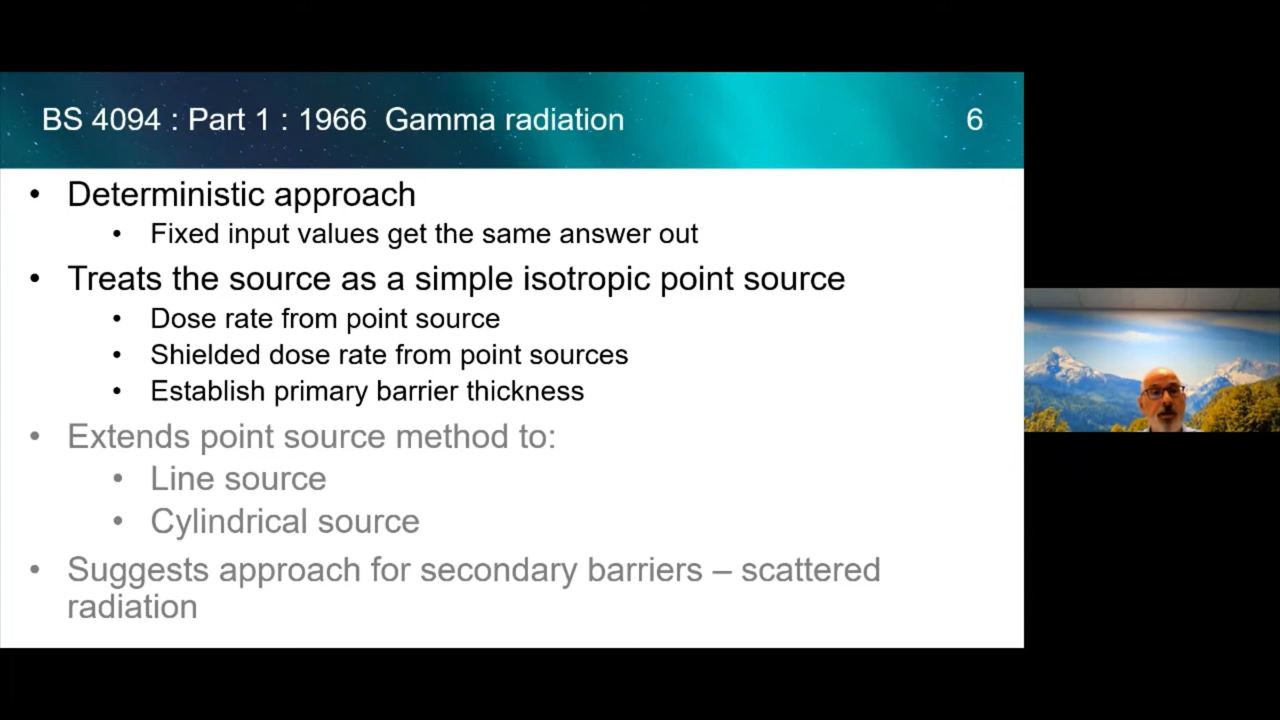 BS 4094 : Part 1 : 1966 Gamma radiation 6
• Deterministic approach
• Fixed input values get the same answer out
• Treats the source as a simple isotropic point source
• Dose rate from point source
• Shielded dose rate from point sources
• Establish primary barrier thickness
• Extends point source method to:
• Line source
• Cylindrical source
• Suggests approach for secondary barriers – scattered
radiation